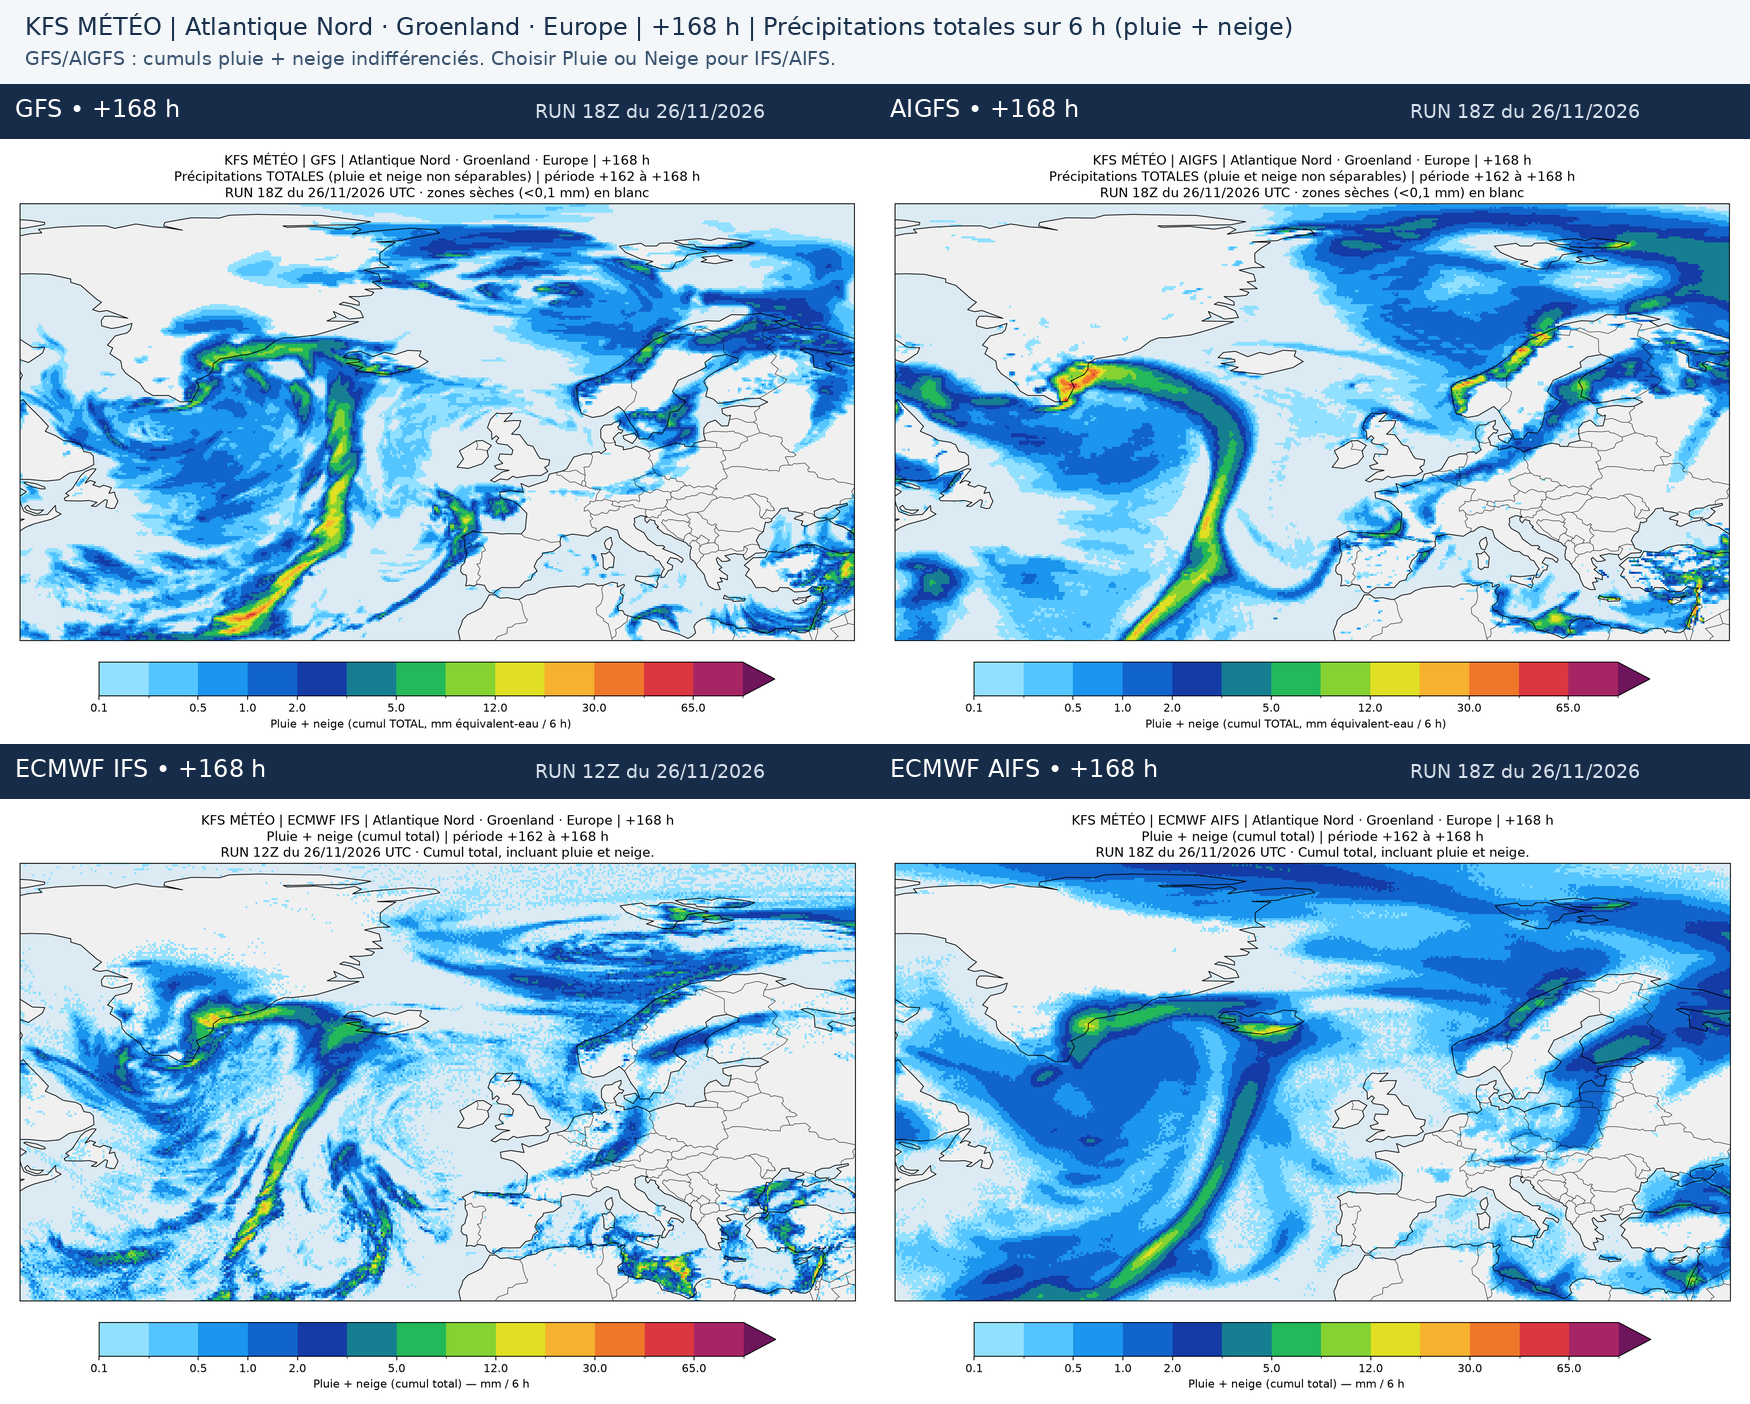 KFS MÉTÉO | Atlantique Nord · Groenland · Europe | +168 h | Précipitations totales sur 6 h (pluie + neige)
GFS/AIGFS : cumuls pluie + neige indifférenciés. Choisir Pluie ou Neige pour IFS/AIFS.
GFS • +168 h
RUN 18Z du 26/11/2026
KFS MÉTÉO | GFS | Atlantique Nord · Groenland · Europe | +168 h
Précipitations TOTALES (pluie et neige non séparables) | période +162 à +168 h
RUN 18Z du 26/11/2026 UTC · zones sèches (<0,1 mm) en blanc
0.1 0.5 1.0 2.0 5.0 12.0 30.0 65.0
Pluie + neige (cumul TOTAL, mm équivalent-eau / 6 h)
AIGFS • +168 h
RUN 18Z du 26/11/2026
KFS MÉTÉO | AIGFS | Atlantique Nord · Groenland · Europe | +168 h
Précipitations TOTALES (pluie et neige non séparables) | période +162 à +168 h
RUN 18Z du 26/11/2026 UTC · zones sèches (<0,1 mm) en blanc
0.1 0.5 1.0 2.0 5.0 12.0 30.0 65.0
Pluie + neige (cumul TOTAL, mm équivalent-eau / 6 h)
ECMWF IFS • +168 h
RUN 12Z du 26/11/2026
KFS MÉTÉO | ECMWF IFS | Atlantique Nord · Groenland · Europe | +168 h
Pluie + neige (cumul total) | période +162 à +168 h
RUN 12Z du 26/11/2026 UTC · Cumul total, incluant pluie et neige.
0.1 0.5 1.0 2.0 5.0 12.0 30.0 65.0
Pluie + neige (cumul total) — mm / 6 h
ECMWF AIFS • +168 h
RUN 18Z du 26/11/2026
KFS MÉTÉO | ECMWF AIFS | Atlantique Nord · Groenland · Europe | +168 h
Pluie + neige (cumul total) | période +162 à +168 h
RUN 18Z du 26/11/2026 UTC · Cumul total, incluant pluie et neige.
0.1 0.5 1.0 2.0 5.0 12.0 30.0 65.0
Pluie + neige (cumul total) — mm / 6 h